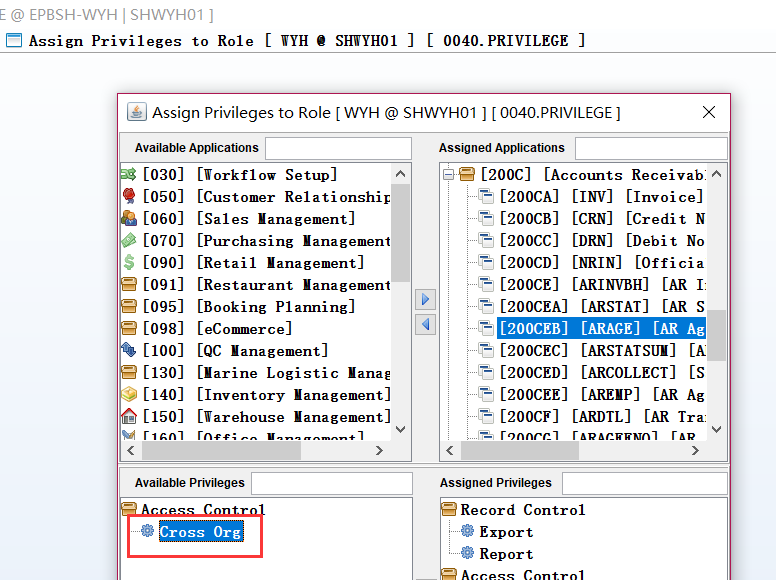 E @ EPBSH-WYH | SHWYH01 ]
Assign Privileges to Role [ WYH @ SHWYH01 ] [ 0040.PRIVILEGE ]
Assign Privileges to Role [ WYH @ SHWYH01 ] [ 0040.PRIVILEGE ]
Available Applications
[030] [Workflow Setup]
[050] [Customer Relationship
[060] [Sales Management]
[070] [Purchasing Management
[090] [Retail Management]
[091] [Restaurant Management
[095] [Booking Planning]
[098] [eCommerce]
[100] [QC Management]
[130] [Marine Logistic Manag
[140] [Inventory Management]
[150] [Warehouse Management]
[160] [Office Management]
Assigned Applications
[200C] [Accounts Receivabl
[200CA] [INV] [Invoice]
[200CB] [CRN] [Credit N
[200CC] [DRN] [Debit No
[200CD] [NRIN] [Officia
[200CE] [ARINVBH] [AR I
[200CEA] [ARSTAT] [AR S
[200CEB] [ARAGE] [AR Ag
[200CEC] [ARSTATSUM] [A
[200CED] [ARCOLLECT] [S
[200CEE] [AREMP] [AR Ag
[200CF] [ARDTL] [AR Tra
[200CG] [ARAGEENQ] [AR
Available Privileges
Access Control
Cross Org
Assigned Privileges
Record Control
Export
Report
Access Control